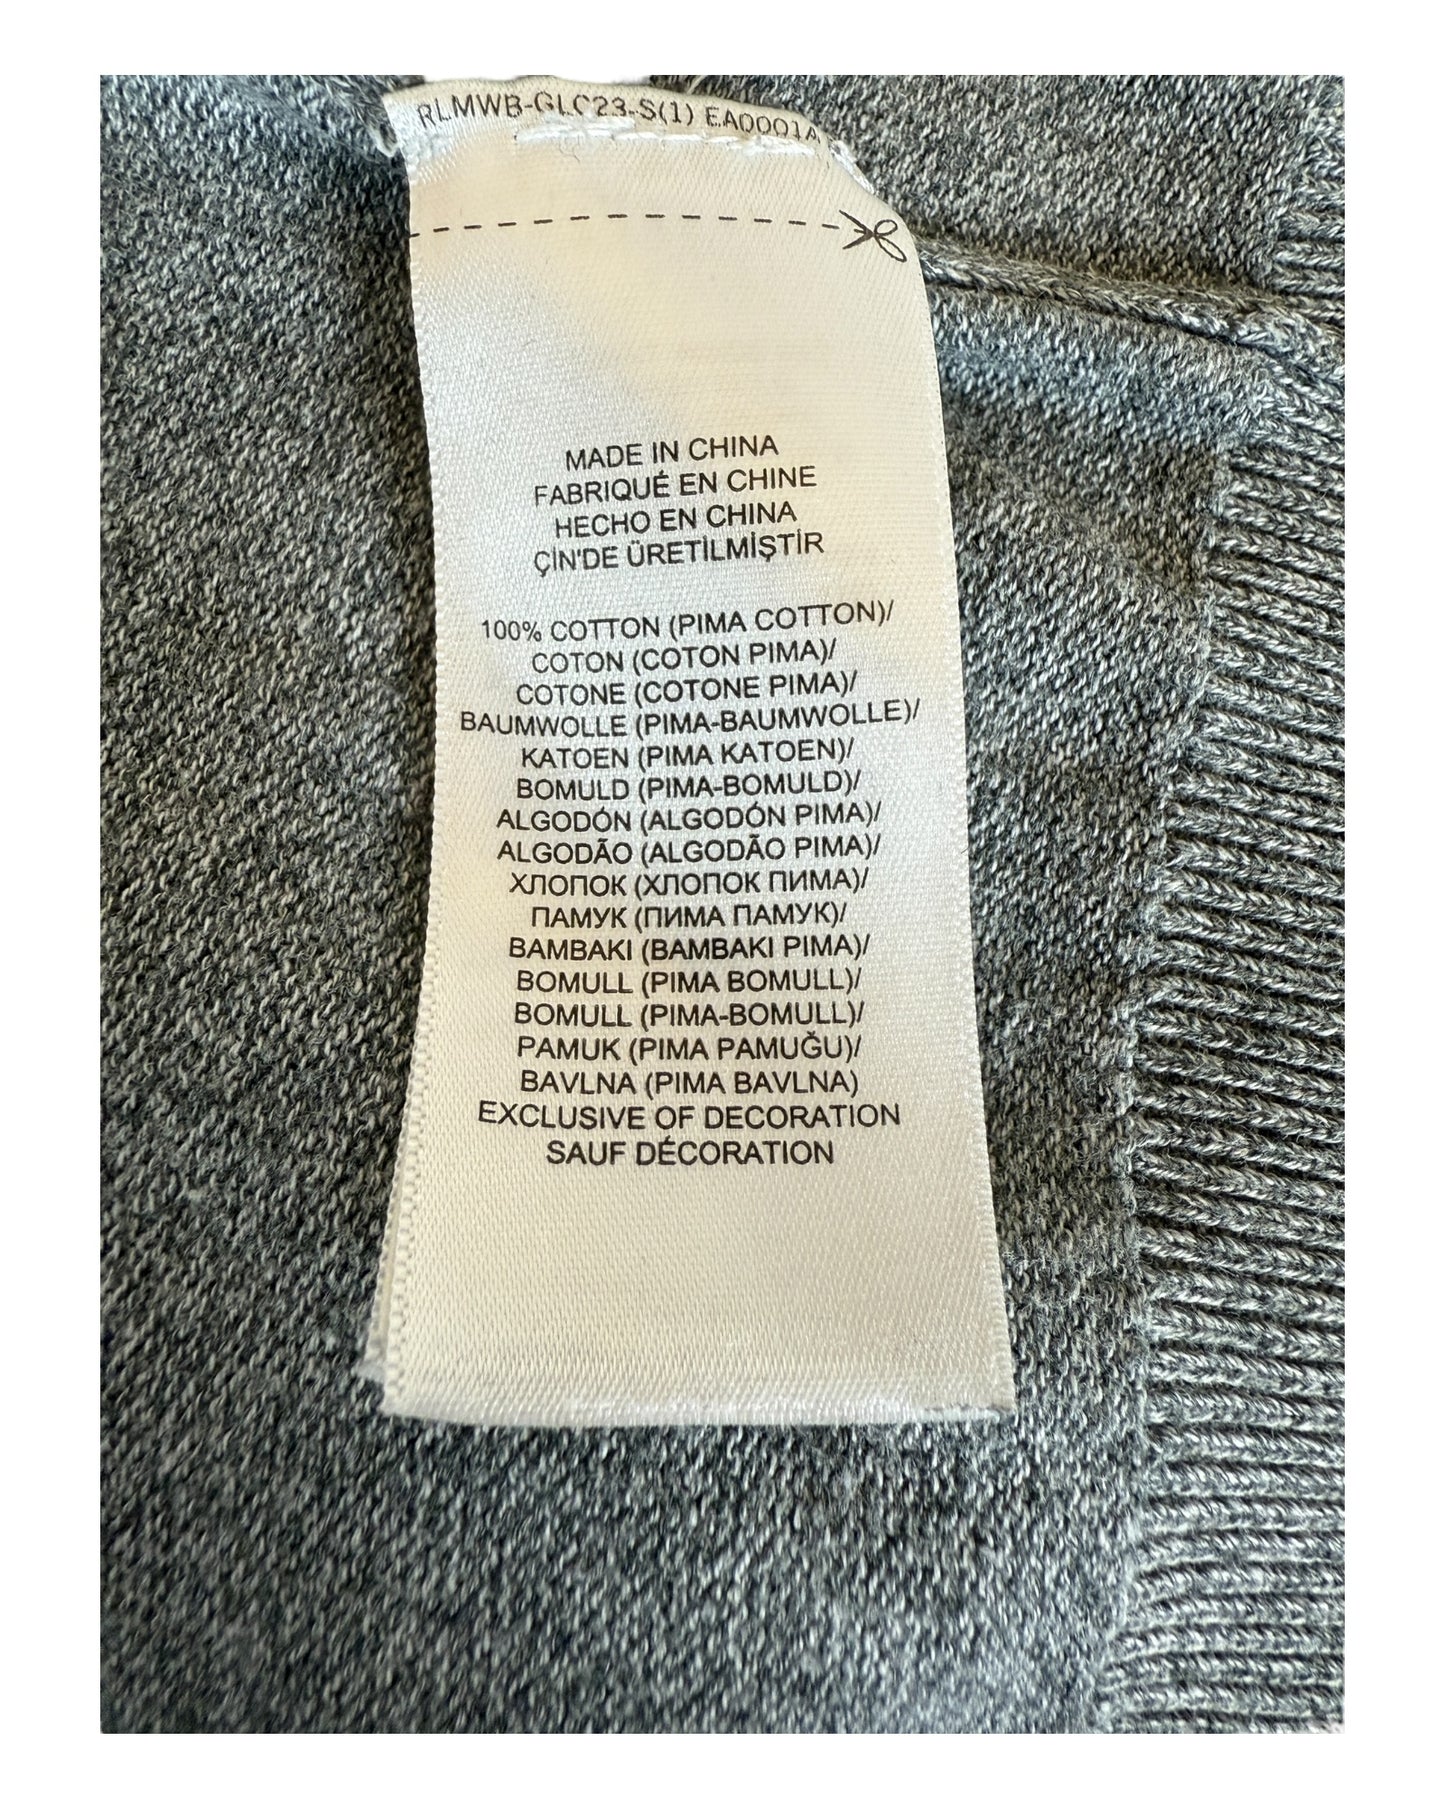 RLMWB-GLC23-S(1) EA0001A
MADE IN CHINA
FABRIQUÉ EN CHINE
HECHO EN CHINA
ÇİN'DE ÜRETİLMİŞTİR
100% COTTON (PIMA COTTON)/
COTON (COTON PIMA)/
COTONE (COTONE PIMA)/
BAUMWOLLE (PIMA-BAUMWOLLE)/
KATOEN (PIMA KATOEN)/
BOMULD (PIMA-BOMULD)/
ALGODÓN (ALGODÓN PIMA)/
ALGODÃO (ALGODÃO PIMA)/
ХЛОПОК (ХЛОПОК ПИМА)/
ПАМУК (ПИМА ПАМУК)/
BAMBAKI (BAMBAKI PIMA)/
BOMULL (PIMA BOMULL)/
BOMULL (PIMA-BOMULL)/
PAMUK (PIMA PAMUĞU)/
BAVLNA (PIMA BAVLNA)
EXCLUSIVE OF DECORATION
SAUF DÉCORATION